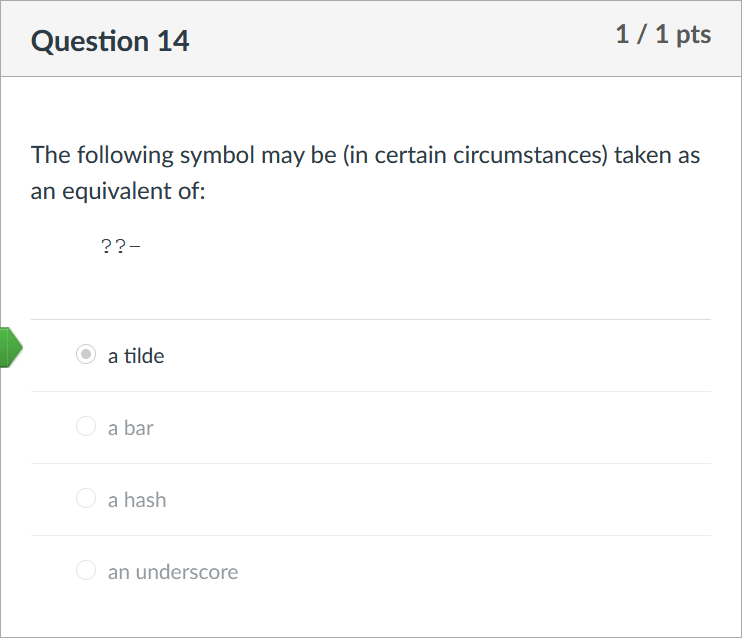 Question 14
1 / 1 pts
The following symbol may be (in certain circumstances) taken as
an equivalent of:
??-
a tilde
a bar
a hash
an underscore